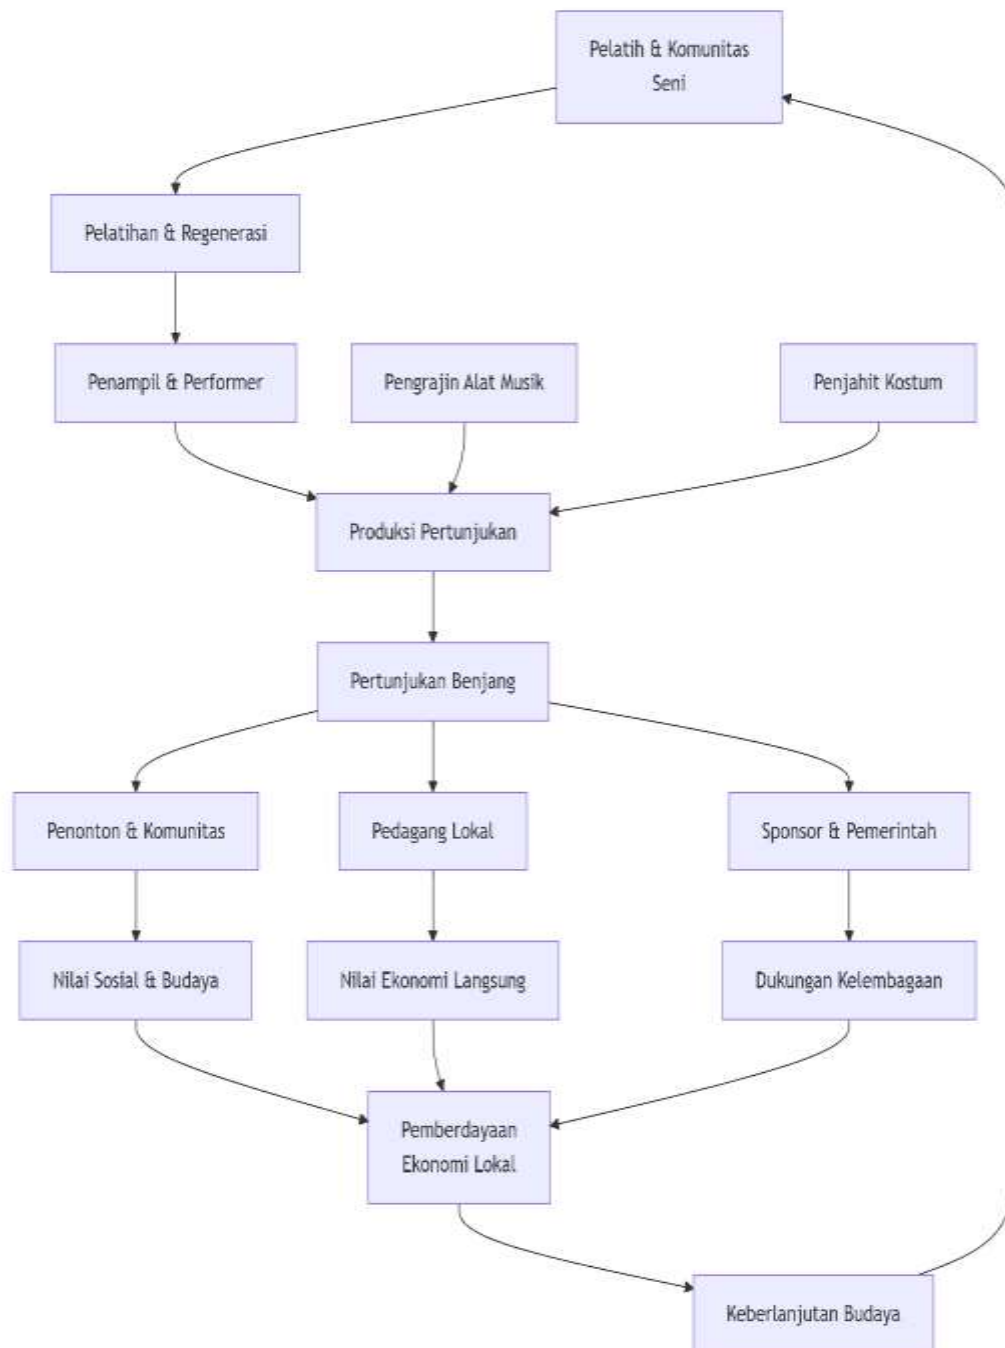 Pelatih & Komunitas
Seni
Pelatihan & Regenerasi
Penampil & Performer
Pengrajin Alat Musik
Penjahit Kostum
Produksi Pertunjukan
Pertunjukan Benjang
Penonton & Komunitas
Pedagang Lokal
Sponsor & Pemerintah
Nilai Sosial & Budaya
Nilai Ekonomi Langsung
Dukungan Kelembagaan
Pemberdayaan
Ekonomi Lokal
Keberlanjutan Budaya